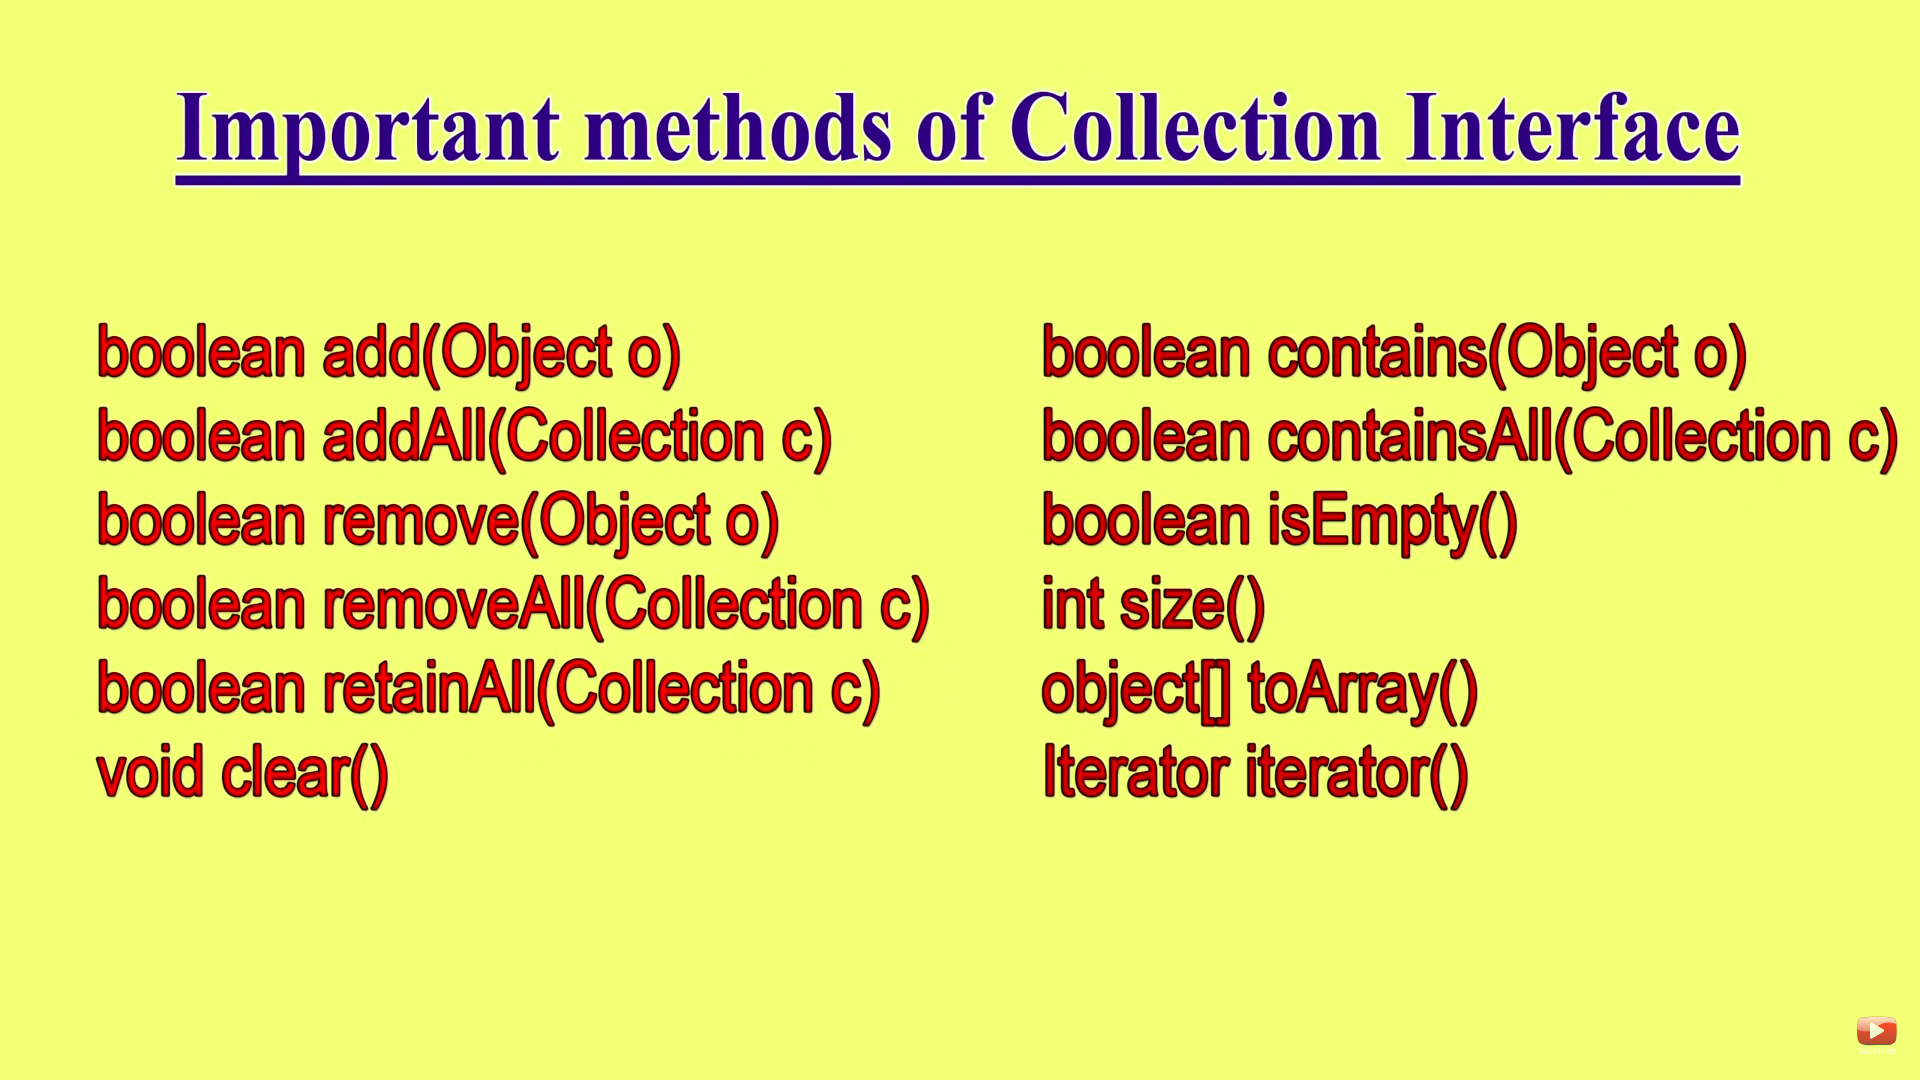 Important methods of Collection Interface
boolean add(Object o)
boolean addAll(Collection c)
boolean remove(Object o)
boolean removeAll(Collection c)
boolean retainAll(Collection c)
void clear()
boolean contains(Object o)
boolean containsAll(Collection c)
boolean isEmpty()
int size()
object[] toArray()
Iterator iterator()